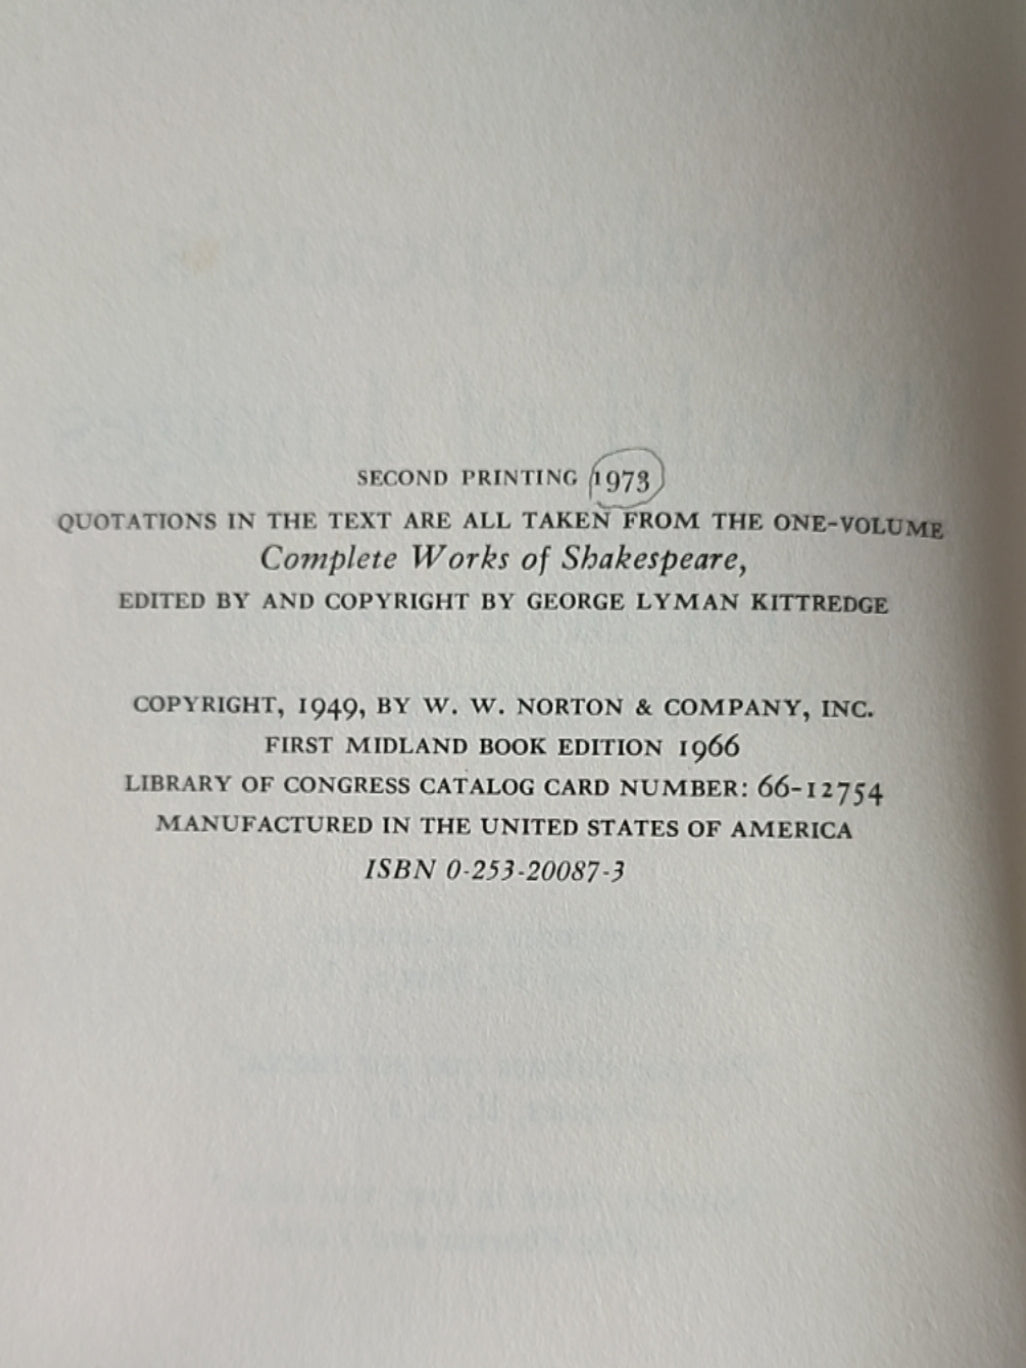 SECOND PRINTING 1973
QUOTATIONS IN THE TEXT ARE ALL TAKEN FROM THE ONE-VOLUME
Complete Works of Shakespeare,
EDITED BY AND COPYRIGHT BY GEORGE LYMAN KITTREDGE
COPYRIGHT, 1949, BY W. W. NORTON & COMPANY, INC.
FIRST MIDLAND BOOK EDITION 1966
LIBRARY OF CONGRESS CATALOG CARD NUMBER: 66-12754
MANUFACTURED IN THE UNITED STATES OF AMERICA
ISBN 0-253-20087-3